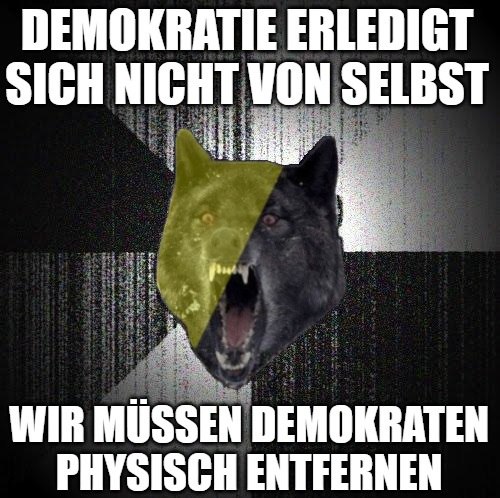 DEMOKRATIE ERLEDIGT
SICH NICHT VON SELBST
WIR MÜSSEN DEMOKRATEN
PHYSISCH ENTFERNEN